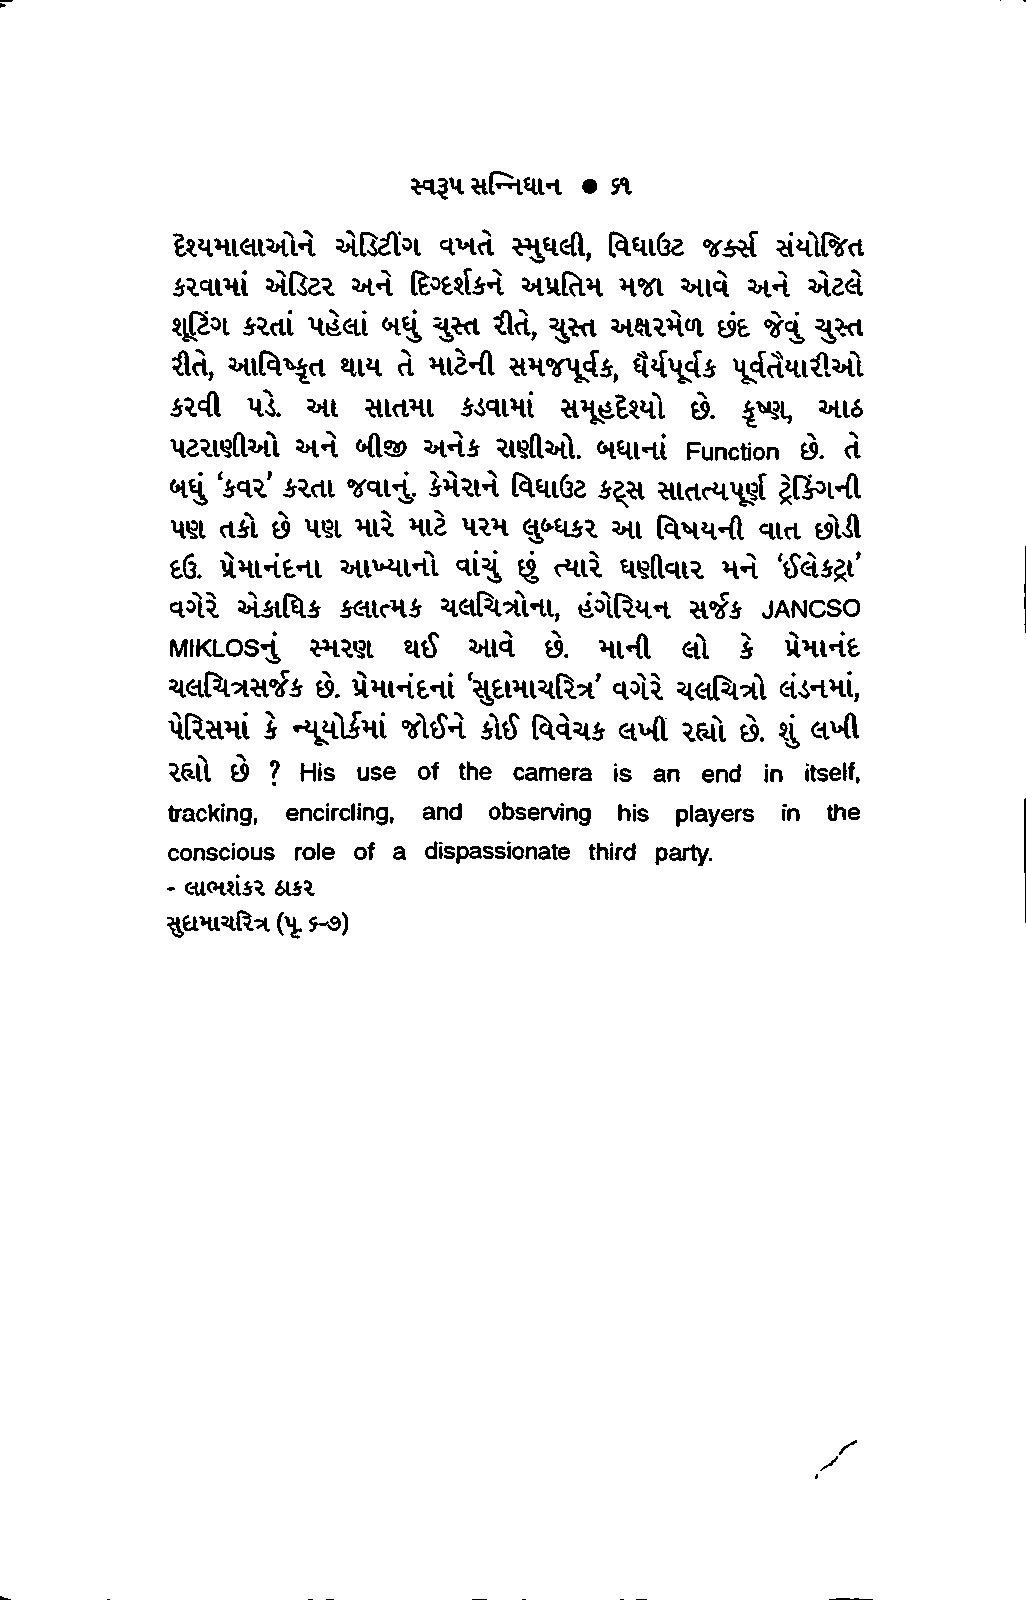 સ્વરૂપ સન્નિધાન ● ૬૧
દૃશ્યમાલાઓને એડિટીંગ વખતે સ્મુધલી, વિધાઉટ જર્ક્સ સંયોજિત
કરવામાં એડિટર અને દિગ્દર્શકને અપ્રતિમ મજા આવે અને એટલે
શૂટિંગ કરતાં પહેલાં બધું ચુસ્ત રીતે, ચુસ્ત અક્ષરમેળ છંદ જેવું ચુસ્ત
રીતે, આવિષ્કૃત થાય તે માટેની સમજપૂર્વક, ધૈર્યપૂર્વક પૂર્વતૈયારીઓ
કરવી પડે. આ સાતમા કડવામાં સમૂહદૃશ્યો છે. કૃષ્ણ, આઠ
પટરાણીઓ અને બીજી અનેક રાણીઓ. બધાનાં Function છે. તે
બધું ‘કવર’ કરતા જવાનું. કેમેરાને વિધાઉટ કટ્સ સાતત્યપૂર્ણ ટ્રેકિંગની
પણ તકો છે પણ મારે માટે પરમ લુબ્ધકર આ વિષયની વાત છોડી
દઉં. પ્રેમાનંદના આખ્યાનો વાંચું છું ત્યારે ઘણીવાર મને ‘ઈલેકટ્રા’
વગેરે એકાધિક કલાત્મક ચલચિત્રોના, હંગેરિયન સર્જક JANCSO
MIKLOSનું સ્મરણ થઈ આવે છે. માની લો કે પ્રેમાનંદ
ચલચિત્રસર્જક છે. પ્રેમાનંદનાં ‘સુદામાચરિત્ર’ વગેરે ચલચિત્રો લંડનમાં,
પેરિસમાં કે ન્યૂયોર્કમાં જોઈને કોઈ વિવેચક લખી રહ્યો છે. શું લખી
રહ્યો છે ? His use of the camera is an end in itself,
tracking, encircling, and observing his players in the
conscious role of a dispassionate third party.
- લાભશંકર ઠાકર
સુદામાચરિત્ર (પૃ. ૬–૭)